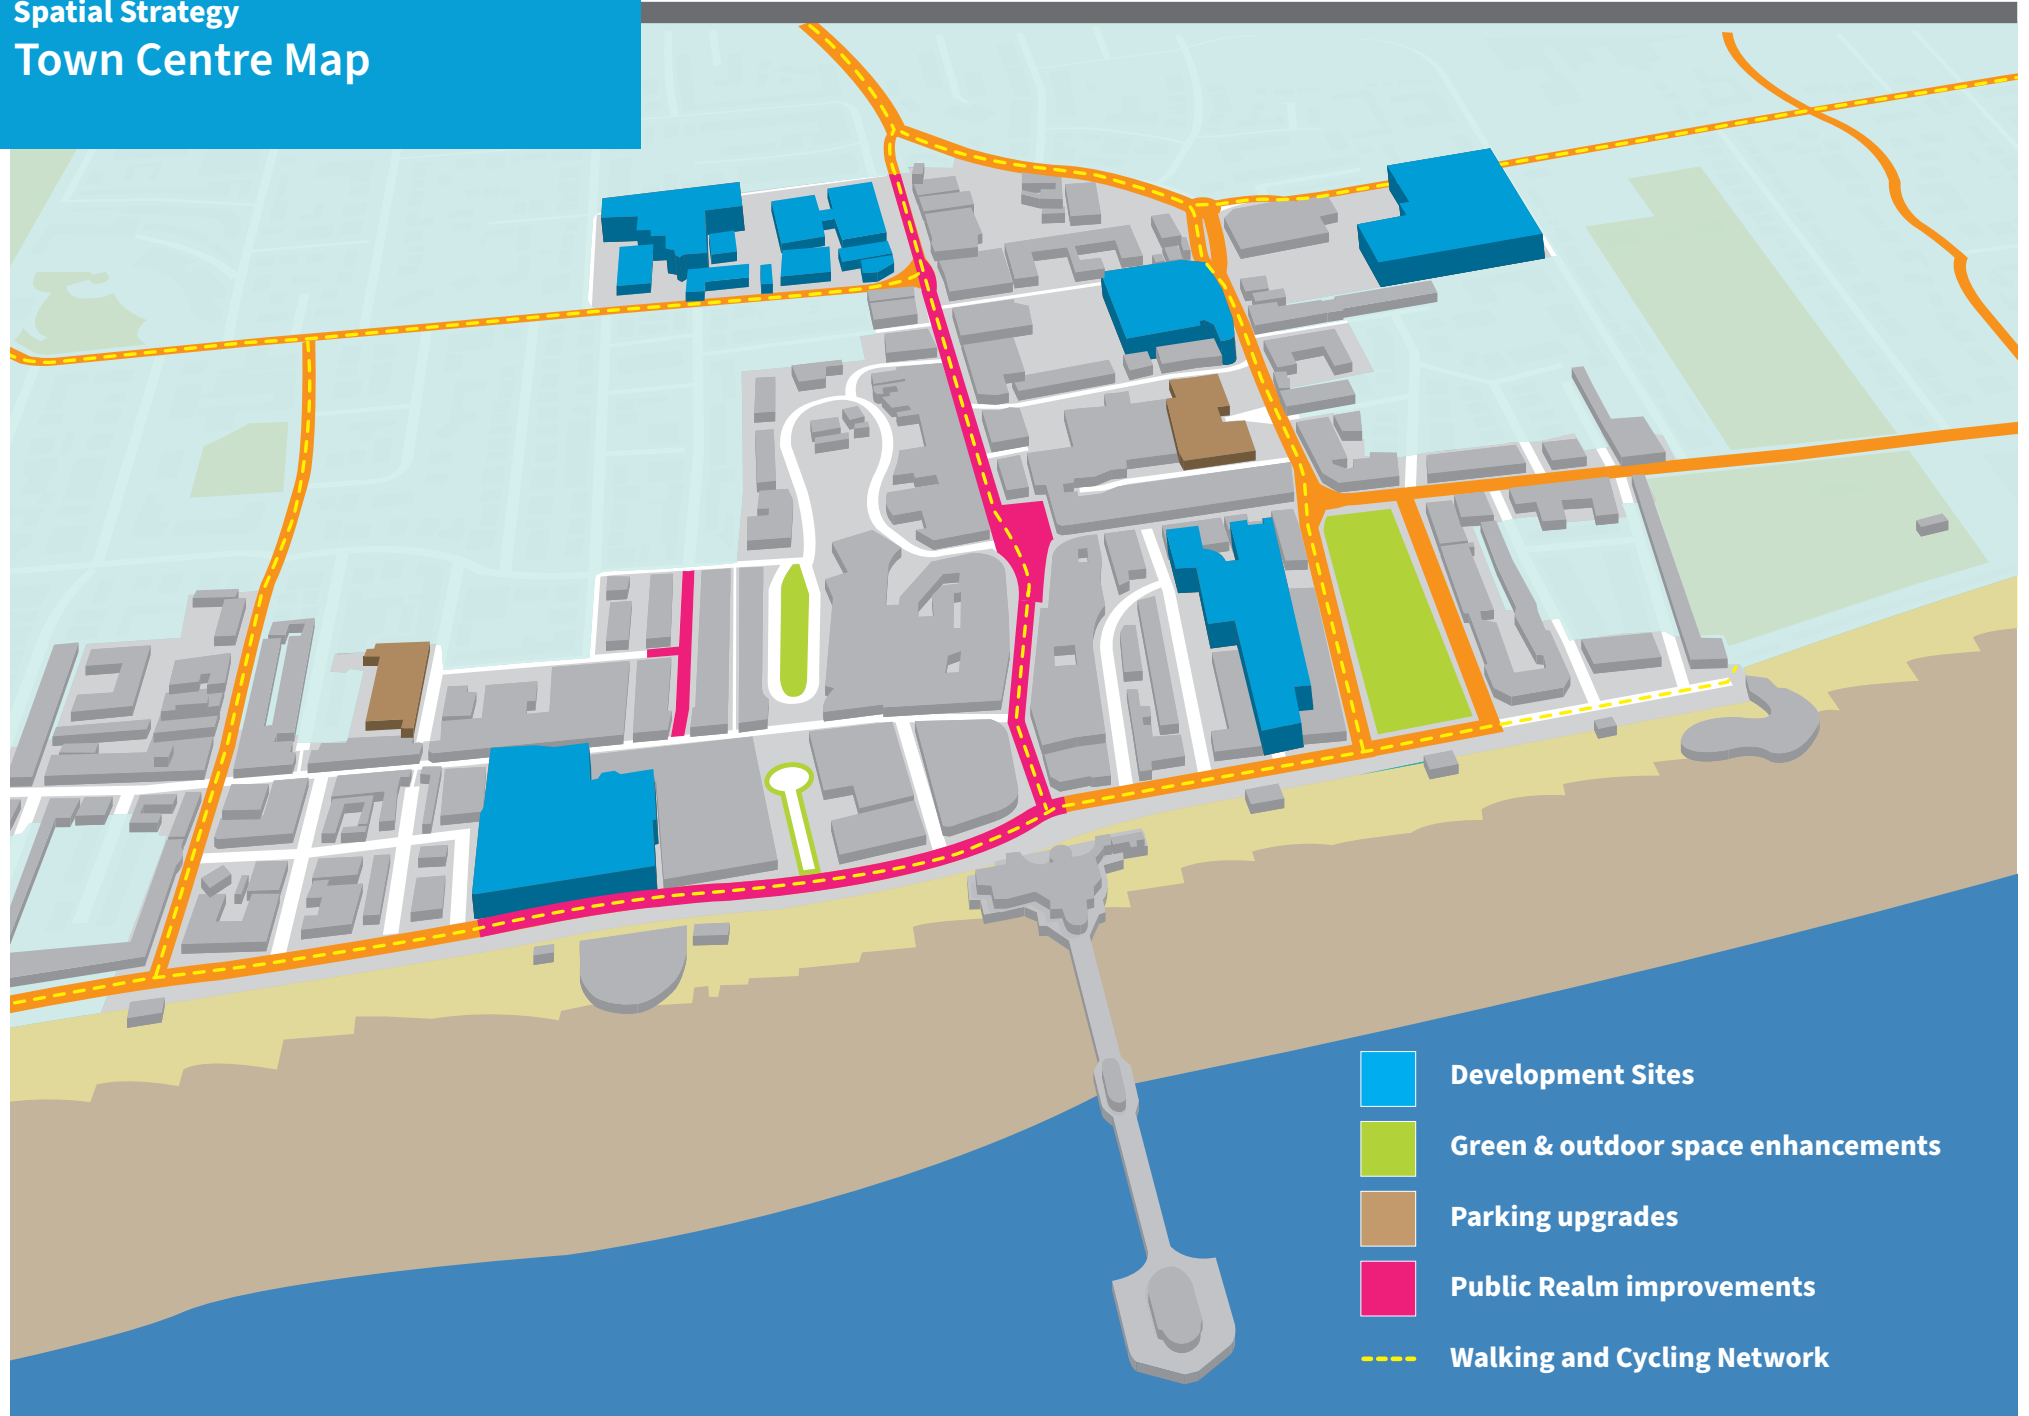 Spatial Strategy
Town Centre Map
Development Sites
Green & outdoor space enhancements
Parking upgrades
Public Realm improvements
Walking and Cycling Network